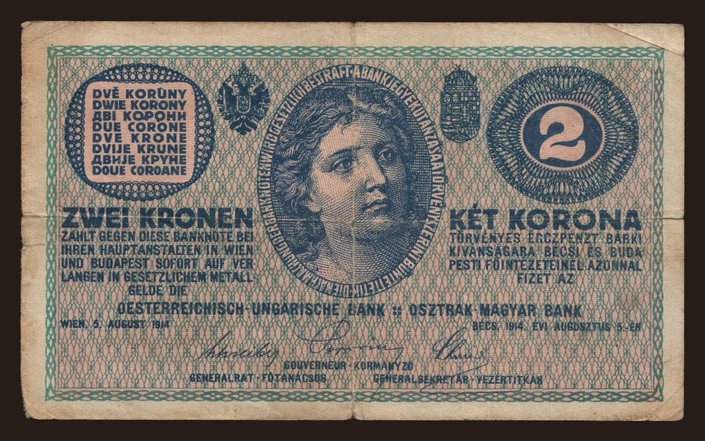 DVĚ KORUNY
DWIE KORONY
ДВІ КОРОНИ
DUE CORONE
DVE KRONE
DVIJE KRUNE
ДВИЈЕ КРУНЕ
DOUE COROANE
2
ZWEI KRONEN
ZAHLT GEGEN DIESE BANKNOTE BEI
IHREN HAUPTANSTALTEN IN WIEN
UND BUDAPEST SOFORT AUF VER
LANGEN IN GESETZLICHEM METALL-
GELDE DIE
KÉT KORONA
TÖRVÉNYES ÉRCZPÉNZT BÁRKI
KIVÁNSÁGÁRA BÉCSI ÉS BUDA
PESTI FŐINTÉZETEINÉL AZONNAL
FIZET AZ
OESTERREICHISCH-UNGARISCHE BANK :: OSZTRÁK-MAGYAR BANK
WIEN, 5. AUGUST 1914
BÉCS, 1914. ÉVI AUGUSZTUS 5-ÉN
GOUVERNEUR-KORMÁNYZÓ
GENERALRAT-FŐTANÁCSOS
GENERALSEKRETÄR-VEZÉRTITKÁR